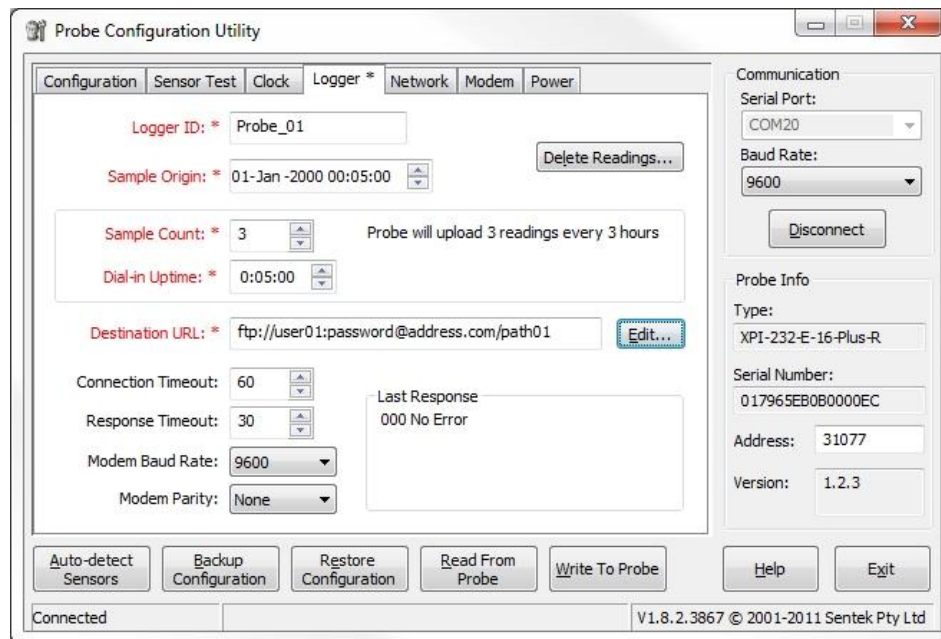 Probe Configuration Utility
Configuration Sensor Test Clock Logger * Network Modem Power
Logger ID: * Probe_01
Delete Readings...
Sample Origin: * 01-Jan -2000 00:05:00
Sample Count: * 3 Probe will upload 3 readings every 3 hours
Dial-in Uptime: * 0:05:00
Destination URL: * ftp://user01:password@address.com/path01 Edit...
Connection Timeout: 60
Response Timeout: 30
Modem Baud Rate: 9600
Modem Parity: None
Last Response
000 No Error
Communication
Serial Port:
COM20
Baud Rate:
9600
Disconnect
Probe Info
Type:
XPI-232-E-16-Plus-R
Serial Number:
017965EB0B0000EC
Address: 31077
Version: 1.2.3
Auto-detect
Sensors
Backup
Configuration
Restore
Configuration
Read From
Probe
Write To Probe
Help
Exit
Connected
V1.8.2.3867 © 2001-2011 Sentek Pty Ltd